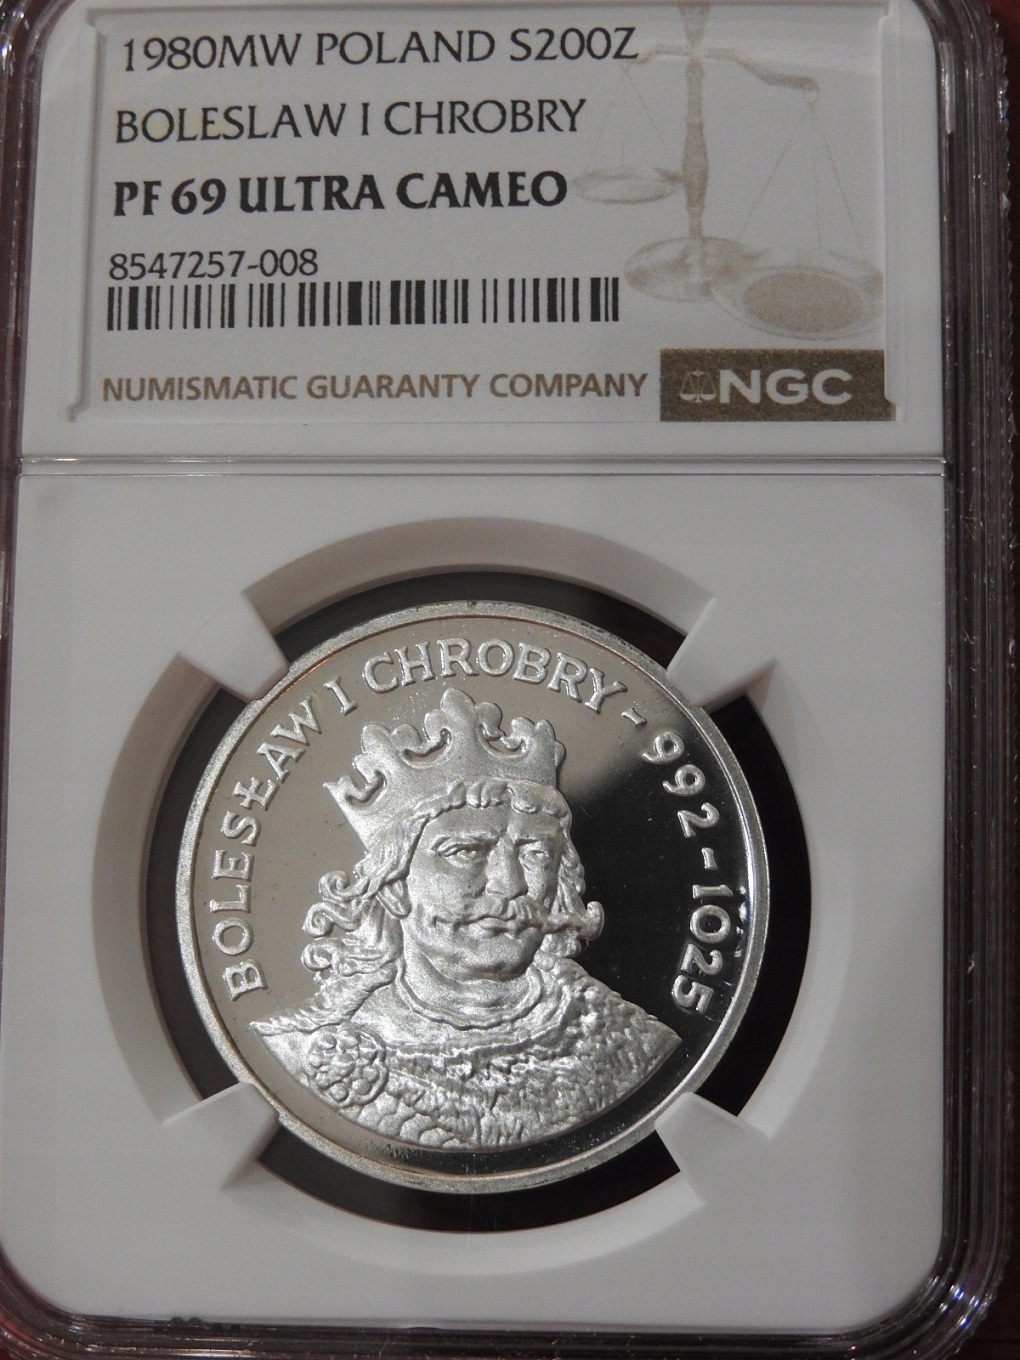 1980MW POLAND S200Z
BOLESLAW I CHROBRY
PF 69 ULTRA CAMEO
8547257-008
NUMISMATIC GUARANTY COMPANY NGC
BOLESŁAW I CHROBRY - 992-1025